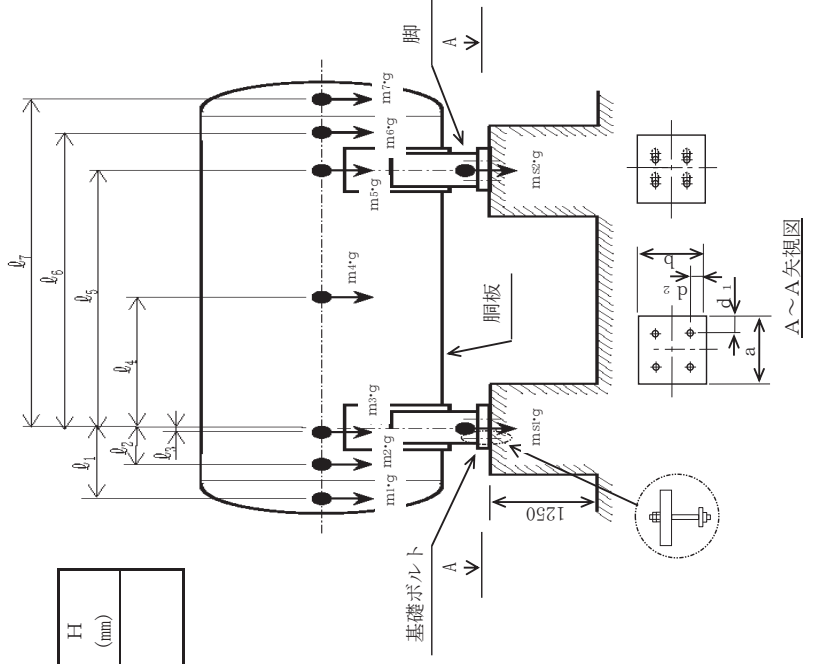 ℓ7
ℓ6
ℓ5
ℓ4
ℓ1
ℓ2
ℓ3
m1·g
m2·g
m3·g
m4·g
m5·g
m6·g
m7·g
ms1·g
ms2·g
脚
A
胴板
基礎ボルト
A
1250
H
(mm)
a
b
d1
d2
A～A矢視図